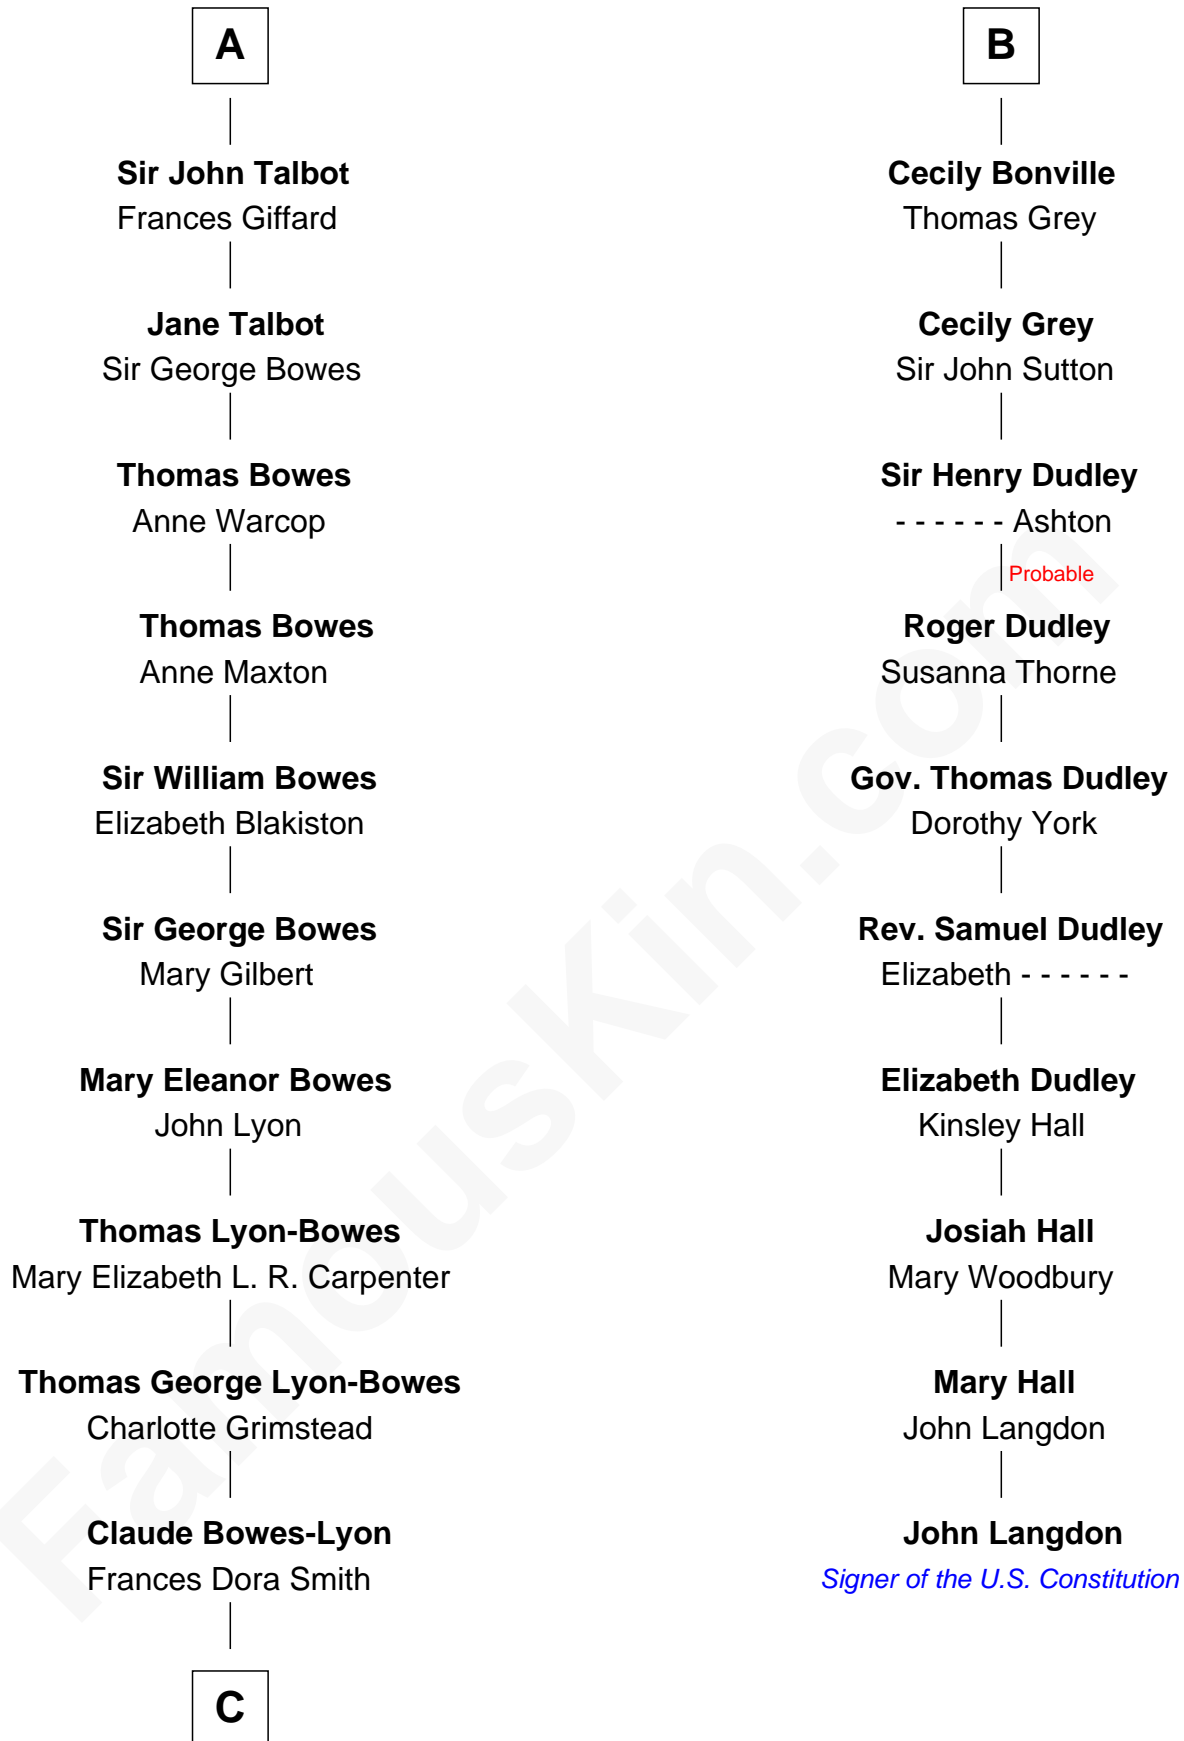 A
Sir John Talbot
Frances Giffard
Jane Talbot
Sir George Bowes
Thomas Bowes
Anne Warcop
Thomas Bowes
Anne Maxton
Sir William Bowes
Elizabeth Blakiston
Sir George Bowes
Mary Gilbert
Mary Eleanor Bowes
John Lyon
Thomas Lyon-Bowes
Mary Elizabeth L. R. Carpenter
Thomas George Lyon-Bowes
Charlotte Grimstead
Claude Bowes-Lyon
Frances Dora Smith
C
B
Cecily Bonville
Thomas Grey
Cecily Grey
Sir John Sutton
Sir Henry Dudley
- - - - - - Ashton
Probable
Roger Dudley
Susanna Thorne
Gov. Thomas Dudley
Dorothy York
Rev. Samuel Dudley
Elizabeth - - - - - -
Elizabeth Dudley
Kinsley Hall
Josiah Hall
Mary Woodbury
Mary Hall
John Langdon
John Langdon
Signer of the U.S. Constitution
FamousKin.com